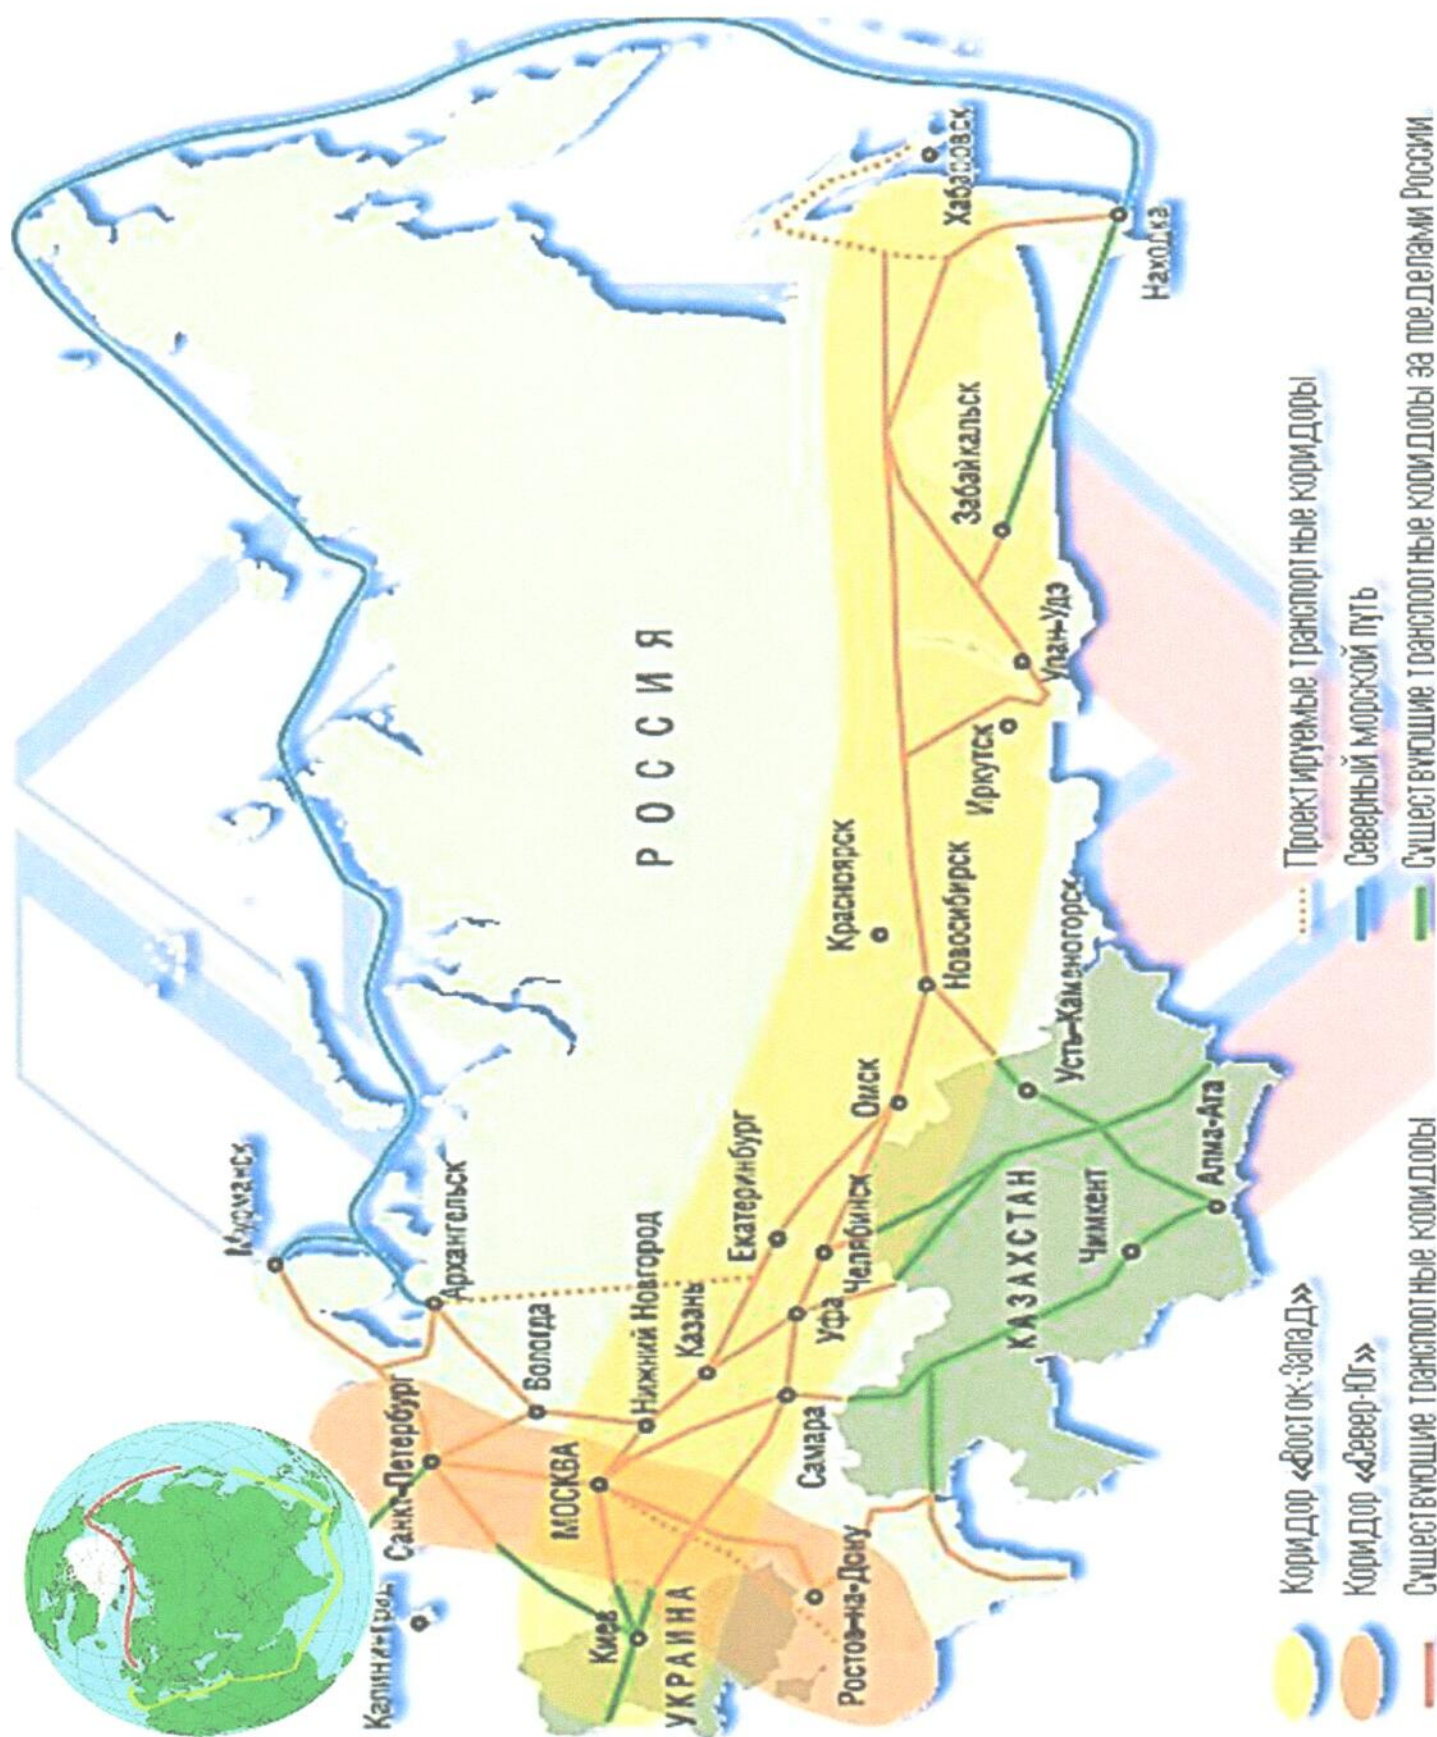 Мурманск
Архангельск
Калининград
Санкт-Петербург
Вологда
Нижний Новгород
Казань
Екатеринбург
МОСКВА
Киев
УКРАИНА
Самара
Уфа
Челябинск
Омск
Ростов-на-Дону
РОССИЯ
Красноярск
Новосибирск
Иркутск
Улан-Удэ
Забайкальск
Хабаровск
Находка
КАЗАХСТАН
Усть-Каменогорск
Чимкент
Алма-Ата
Коридор «Восток-Запад»
Коридор «Север-Юг»
Существующие транспортные коридоры
Проектируемые транспортные коридоры
Северный морской путь
Существующие транспортные коридоры за пределами России